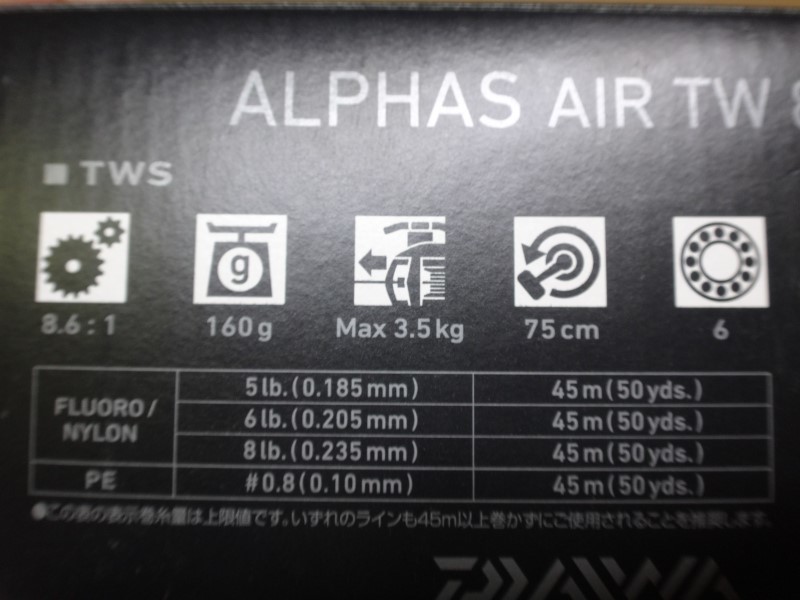 ALPHAS AIR TW 8
TWS
g
8.6:1 160g Max 3.5kg 75cm 6
FLUORO/
NYLON
5lb.(0.185mm) 45m(50yds.)
6lb.(0.205mm) 45m(50yds.)
8lb.(0.235mm) 45m(50yds.)
PE #0.8(0.10mm) 45m(50yds.)
●この表の表示巻糸量は上限値です。いずれのラインも45m以上巻かずにご使用されることを推奨します。
DAIWA